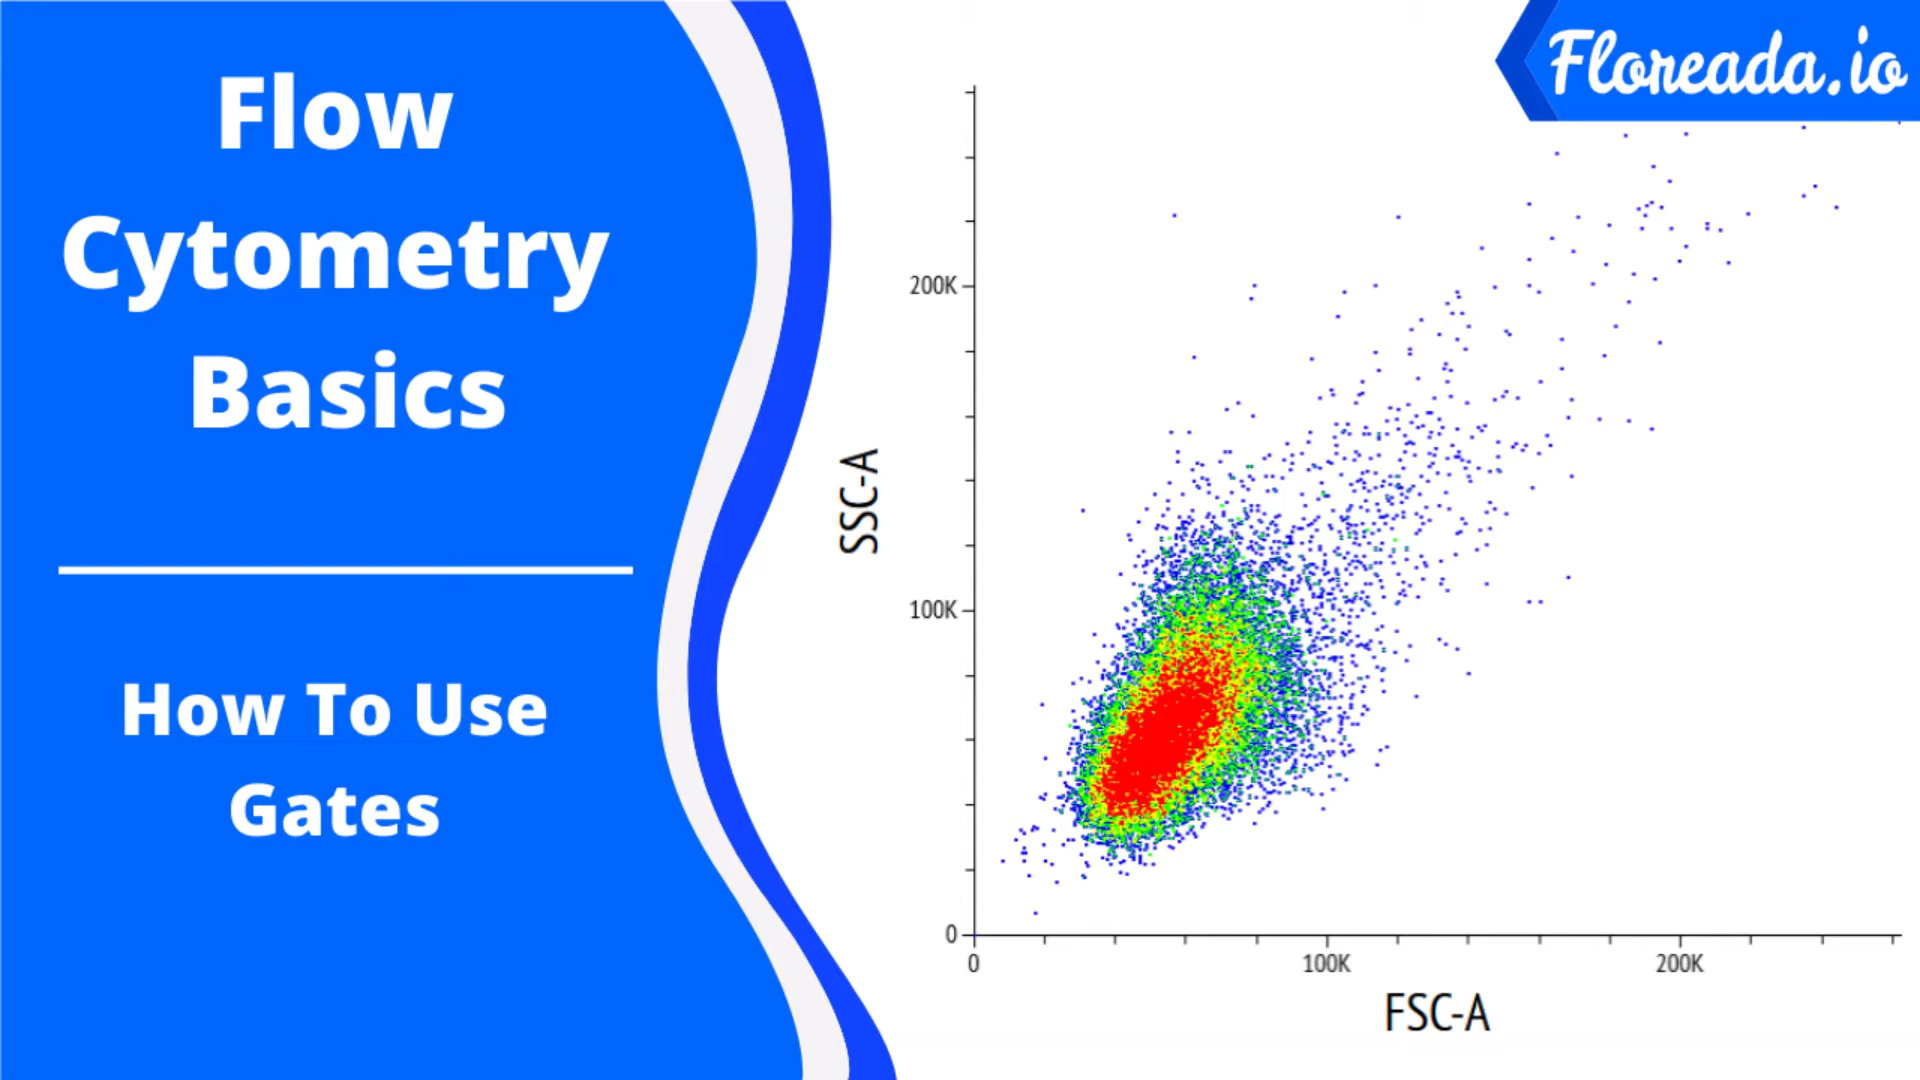 Flow
Cytometry
Basics
How To Use
Gates
Floreada.io
SSC-A
200K
100K
0
0
100K
200K
FSC-A